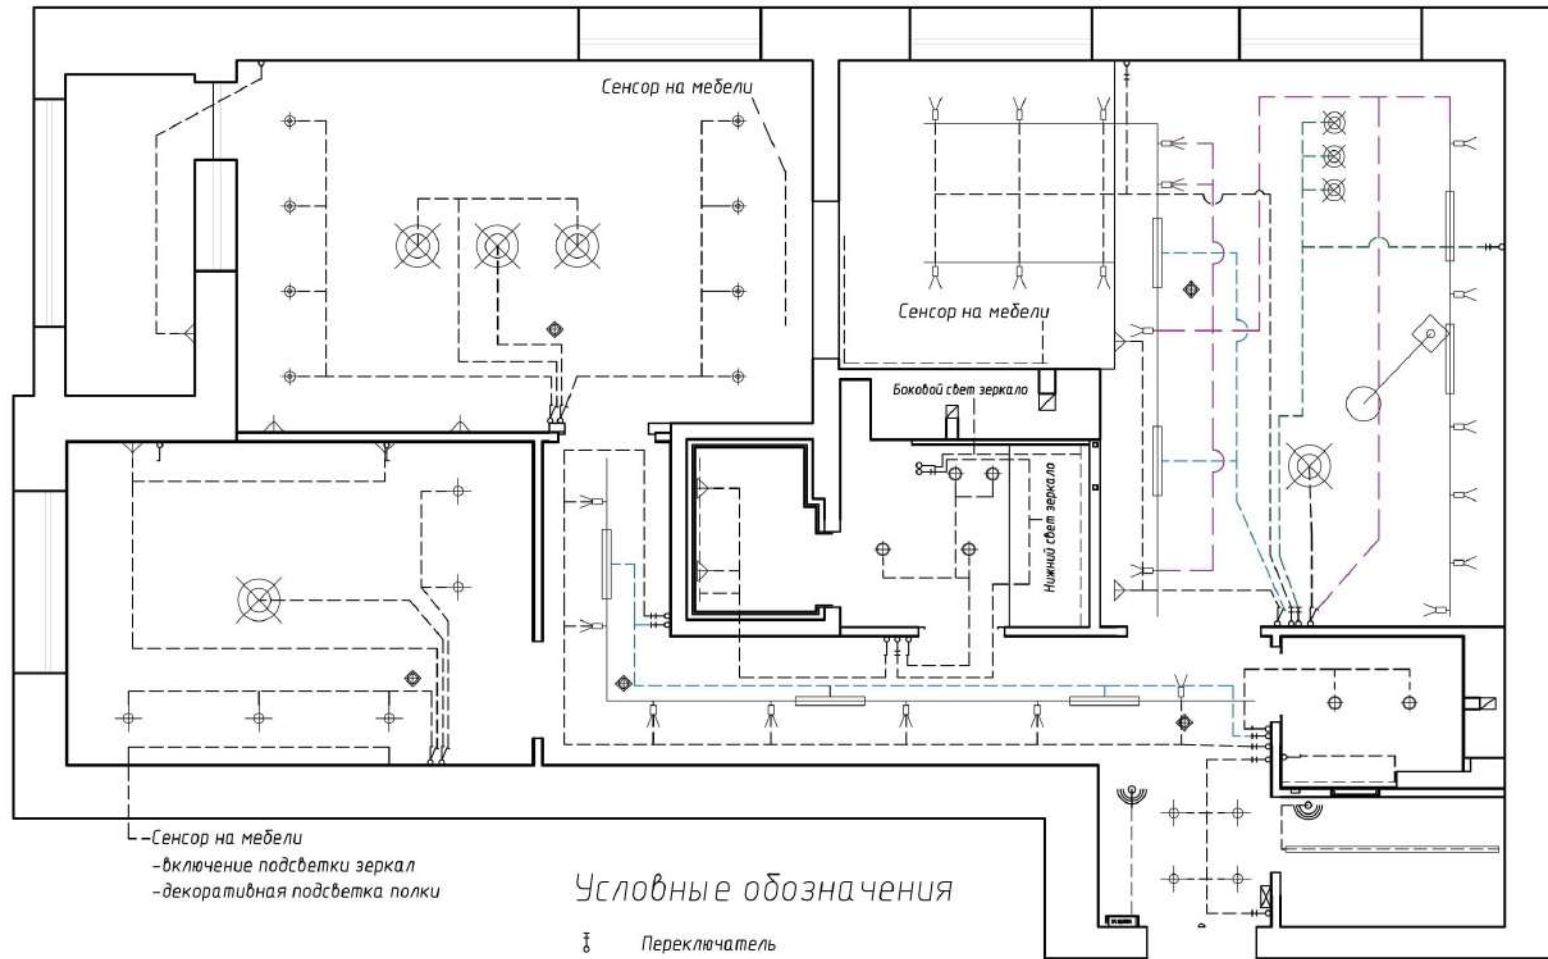 Сенсор на мебели
Сенсор на мебели
Боковой свет зеркало
Нижний свет зеркало
Сенсор на мебели
-включение подсветки зеркал
-декоративная подсветка полки
Условные обозначения
Переключатель